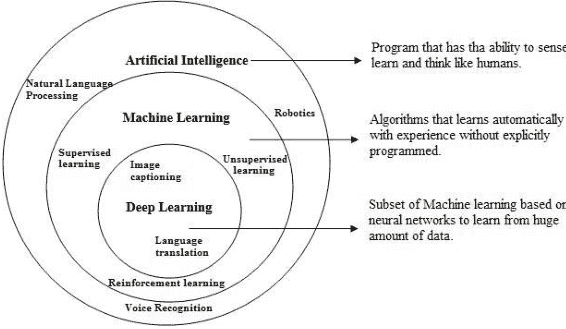 Artificial Intelligence
Program that has tha ability to sense
learn and think like humans.
Natural Language
Processing
Machine Learning
Robotics
Algorithms that learns automatically
with experience without explicitly
programmed.
Supervised
learning
Image
captioning
Unsupervised
learning
Deep Learning
Subset of Machine learning based on
neural networks to learn from huge
amount of data.
Language
translation
Reinforcement learning
Voice Recognition